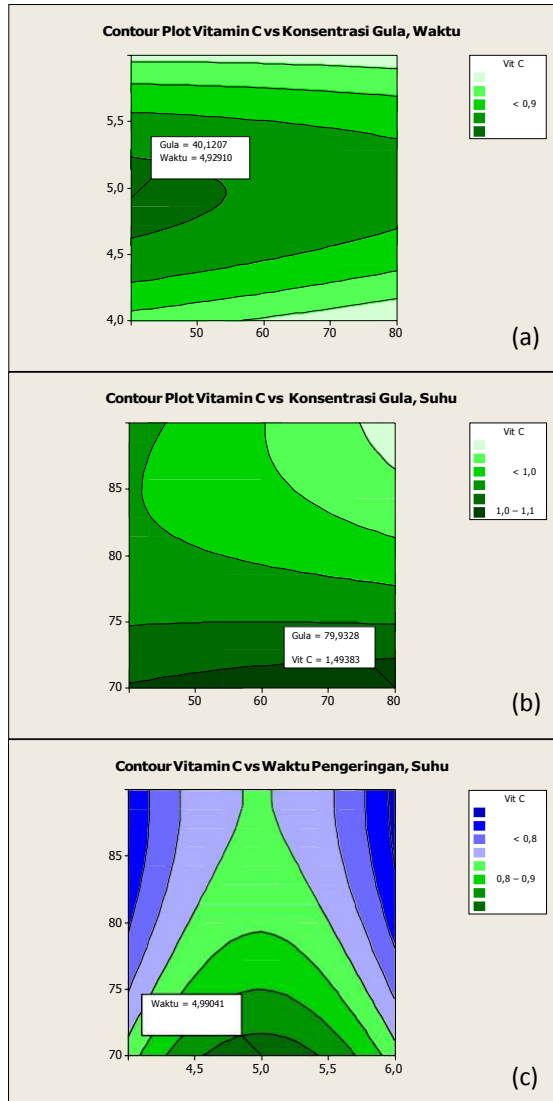 Contour Plot Vitamin C vs Konsentrasi Gula, Waktu
Vit C
< 0,9
5,5
5,0
4,5
4,0
Gula = 40,1207
Waktu = 4,92910
50
60
70
80
(a)
Contour Plot Vitamin C vs Konsentrasi Gula, Suhu
Vit C
< 1,0
1,0 – 1,1
85
80
75
70
Gula = 79,9328
Vit C = 1,49383
50
60
70
80
(b)
Contour Vitamin C vs Waktu Pengeringan, Suhu
Vit C
< 0,8
0,8 – 0,9
85
80
75
70
Waktu = 4,99041
4,5
5,0
5,5
6,0
(c)